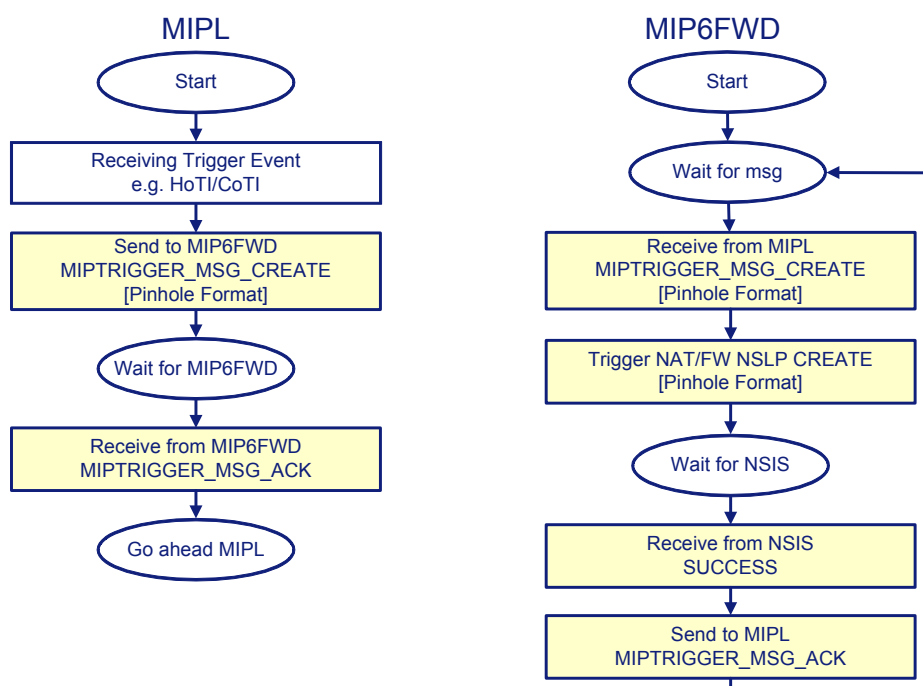 MIPL
Start
Receiving Trigger Event
e.g. HoTI/CoTI
Send to MIP6FWD
MIPTRIGGER_MSG_CREATE
[Pinhole Format]
Wait for MIP6FWD
Receive from MIP6FWD
MIPTRIGGER_MSG_ACK
Go ahead MIPL
MIP6FWD
Start
Wait for msg
Receive from MIPL
MIPTRIGGER_MSG_CREATE
[Pinhole Format]
Trigger NAT/FW NSLP CREATE
[Pinhole Format]
Wait for NSIS
Receive from NSIS
SUCCESS
Send to MIPL
MIPTRIGGER_MSG_ACK